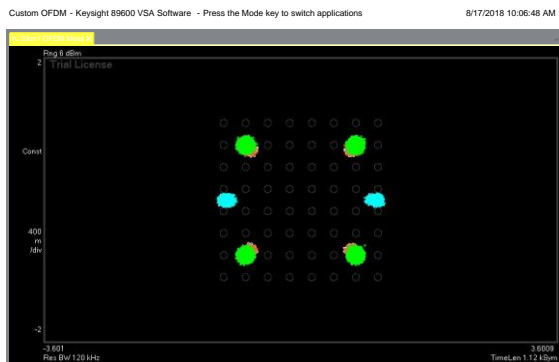 Custom OFDM - Keysight 89600 VSA Software - Press the Mode key to switch applications 8/17/2018 10:06:48 AM
Rng 6 dBm
2 Trial License
Const
400
m
/div
-2
-3.601 3.6009
Res BW 120 kHz TimeLen 1.12 kSym